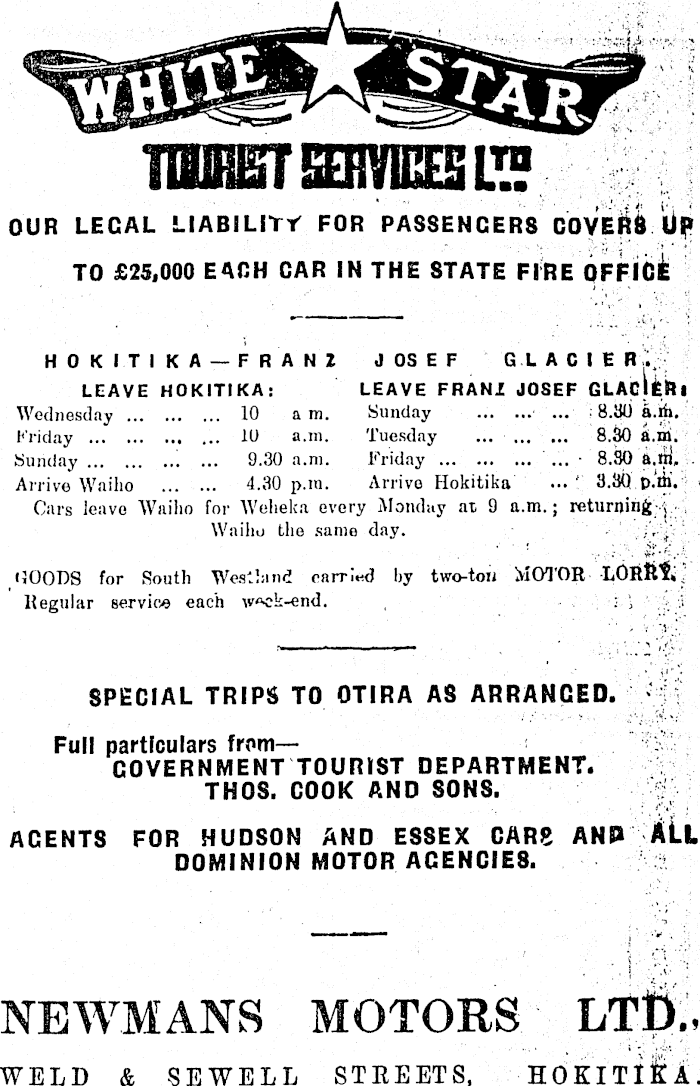 WHITE STAR
TOURIST SERVICES LTD.
OUR LEGAL LIABILITY FOR PASSENGERS COVERS UP
TO £25,000 EACH CAR IN THE STATE FIRE OFFICE
HOKITIKA—FRANZ JOSEF GLACIER.
LEAVE HOKITIKA: LEAVE FRANZ JOSEF GLACIER:
Wednesday ... ... ... 10 a m. Sunday ... ... ... 8.30 a.m.
Friday ... ... ... ... 10 a.m. Tuesday ... ... ... 8.30 a.m.
Sunday ... ... ... ... 9.30 a.m. Friday ... ... ... ... 8.30 a.m.
Arrive Waiho ... ... 4.30 p.m. Arrive Hokitika ... 3.30 p.m.
Cars leave Waiho for Weheka every Monday at 9 a.m.; returning
Waiho the same day.
GOODS for South Westland carried by two-ton MOTOR LORRY.
Regular service each week-end.
SPECIAL TRIPS TO OTIRA AS ARRANGED.
Full particulars from—
GOVERNMENT TOURIST DEPARTMENT.
THOS. COOK AND SONS.
AGENTS FOR HUDSON AND ESSEX CARS AND ALL
DOMINION MOTOR AGENCIES.
NEWMANS MOTORS LTD.,
WELD & SEWELL STREETS, HOKITIKA